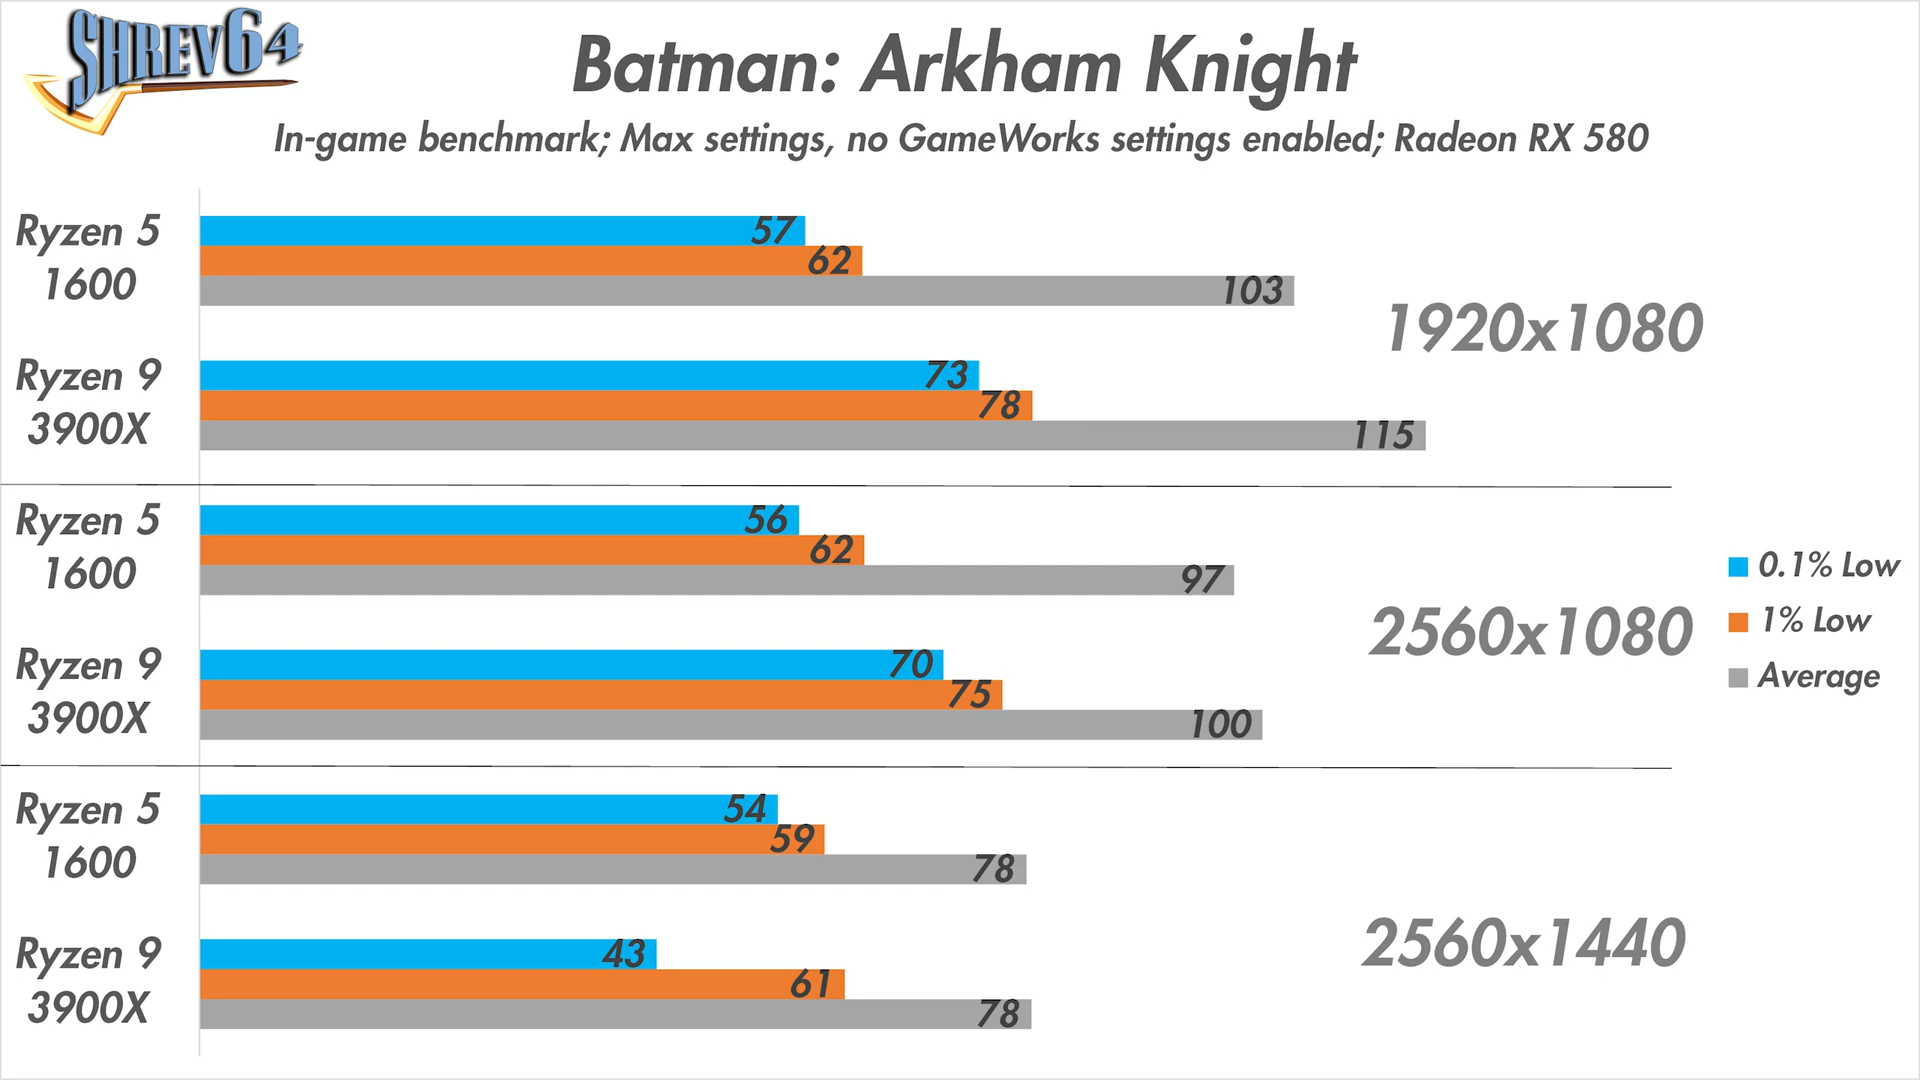 SHREV64
Batman: Arkham Knight
In-game benchmark; Max settings, no GameWorks settings enabled; Radeon RX 580
Ryzen 5
1600
57
62
103
1920x1080
Ryzen 9
3900X
73
78
115
Ryzen 5
1600
56
62
97
2560x1080
Ryzen 9
3900X
70
75
100
0.1% Low
1% Low
Average
Ryzen 5
1600
54
59
78
2560x1440
Ryzen 9
3900X
43
61
78